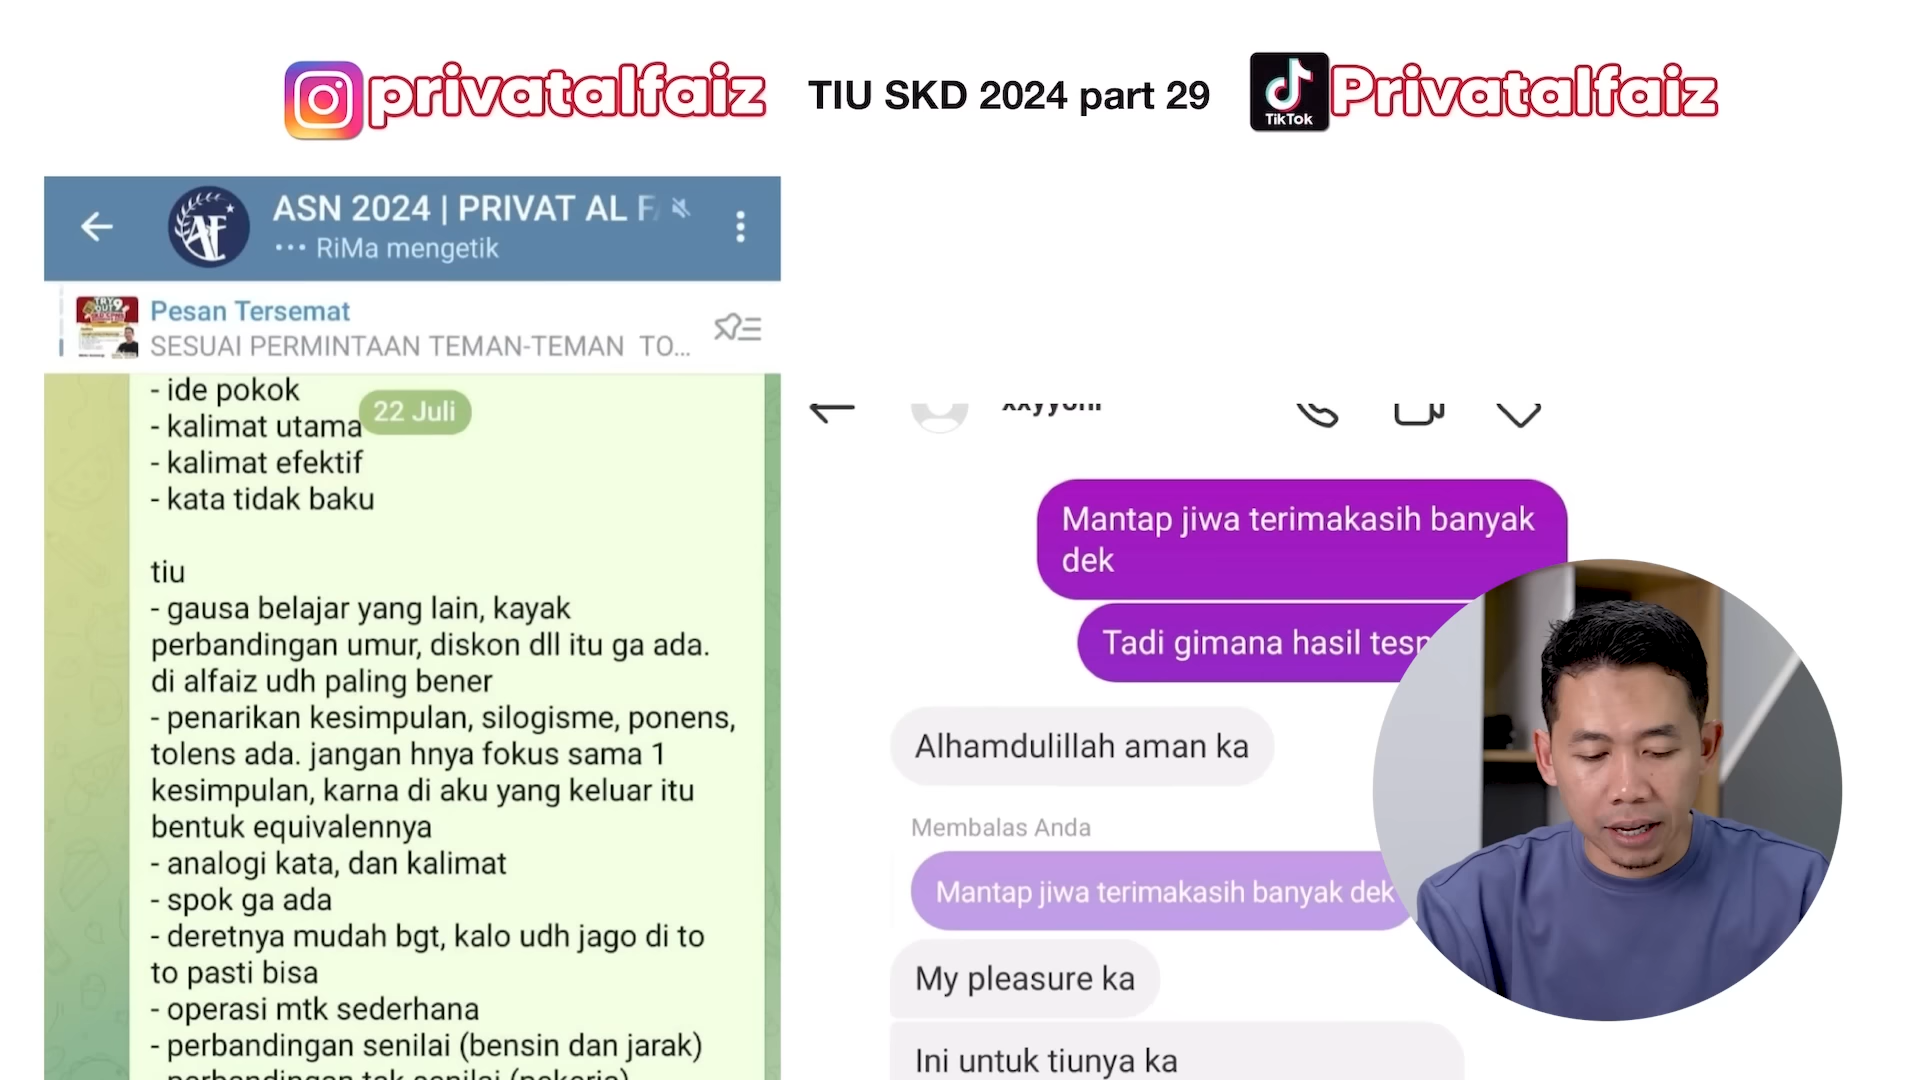 privatalfaiz
TIU SKD 2024 part 29
TikTok
Privatalfaiz
ASN 2024 | PRIVAT AL FA
RiMa mengetik
Pesan Tersemat
SESUAI PERMINTAAN TEMAN-TEMAN TO...
- ide pokok
22 Juli
- kalimat utama
- kalimat efektif
- kata tidak baku
tiu
- gausa belajar yang lain, kayak
perbandingan umur, diskon dll itu ga ada.
di alfaiz udh paling bener
- penarikan kesimpulan, silogisme, ponens,
tolens ada. jangan hnya fokus sama 1
kesimpulan, karna di aku yang keluar itu
bentuk equivalennya
- analogi kata, dan kalimat
- spok ga ada
- deretnya mudah bgt, kalo udh jago di to
to pasti bisa
- operasi mtk sederhana
- perbandingan senilai (bensin dan jarak)
- perbandingan tak senilai (pekerja)
Mantap jiwa terimakasih banyak
dek
Tadi gimana hasil
Alhamdulillah aman ka
Membalas Anda
Mantap jiwa terimakasih banyak dek
My pleasure ka
Ini untuk tiunya ka